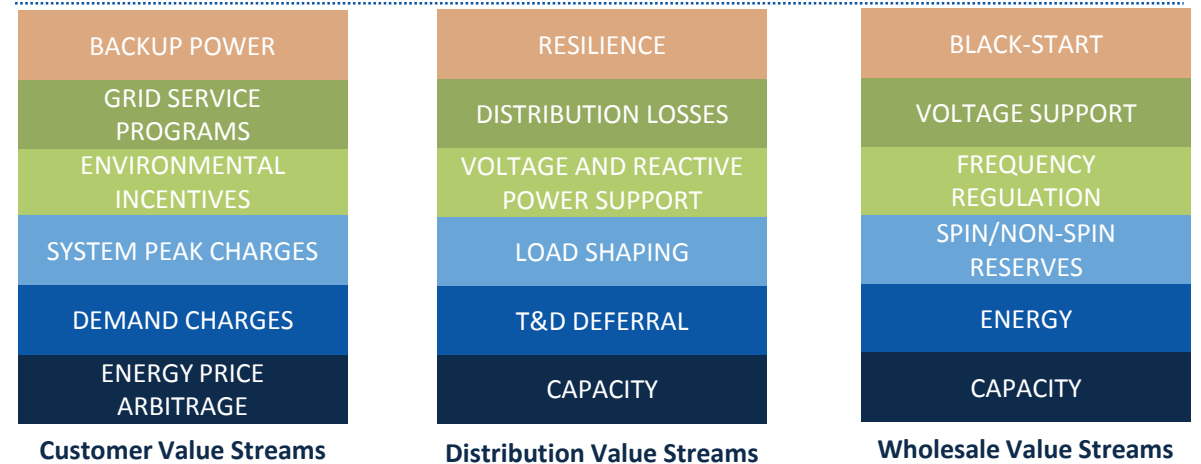 BACKUP POWER
GRID SERVICE
PROGRAMS
ENVIRONMENTAL
INCENTIVES
SYSTEM PEAK CHARGES
DEMAND CHARGES
ENERGY PRICE
ARBITRAGE
Customer Value Streams
RESILIENCE
DISTRIBUTION LOSSES
VOLTAGE AND REACTIVE
POWER SUPPORT
LOAD SHAPING
T&D DEFERRAL
CAPACITY
Distribution Value Streams
BLACK-START
VOLTAGE SUPPORT
FREQUENCY
REGULATION
SPIN/NON-SPIN
RESERVES
ENERGY
CAPACITY
Wholesale Value Streams